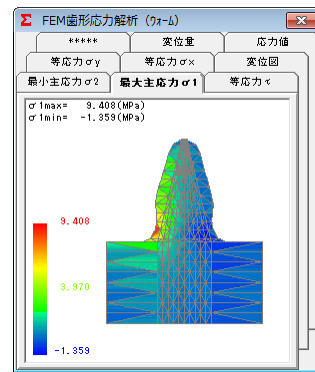 Σ FEM歯形応力解析 (ウォーム)
***** 変位量 応力値
等応力σy 等応力σx 変位図
最小主応力σ2 最大主応力σ1 等応力τ
σ1max= 9.408(MPa)
σ1min= -1.359(MPa)
9.408
3.970
-1.359